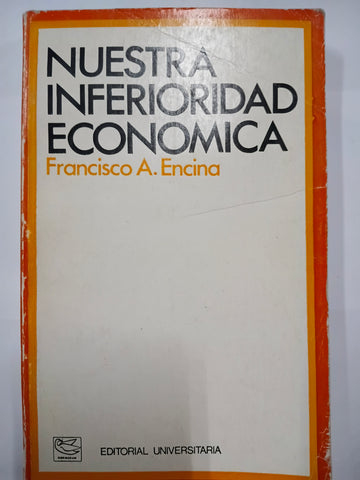 NUESTRA
INFERIORIDAD
ECONOMICA
Francisco A. Encina
EDITORIAL UNIVERSITARIA